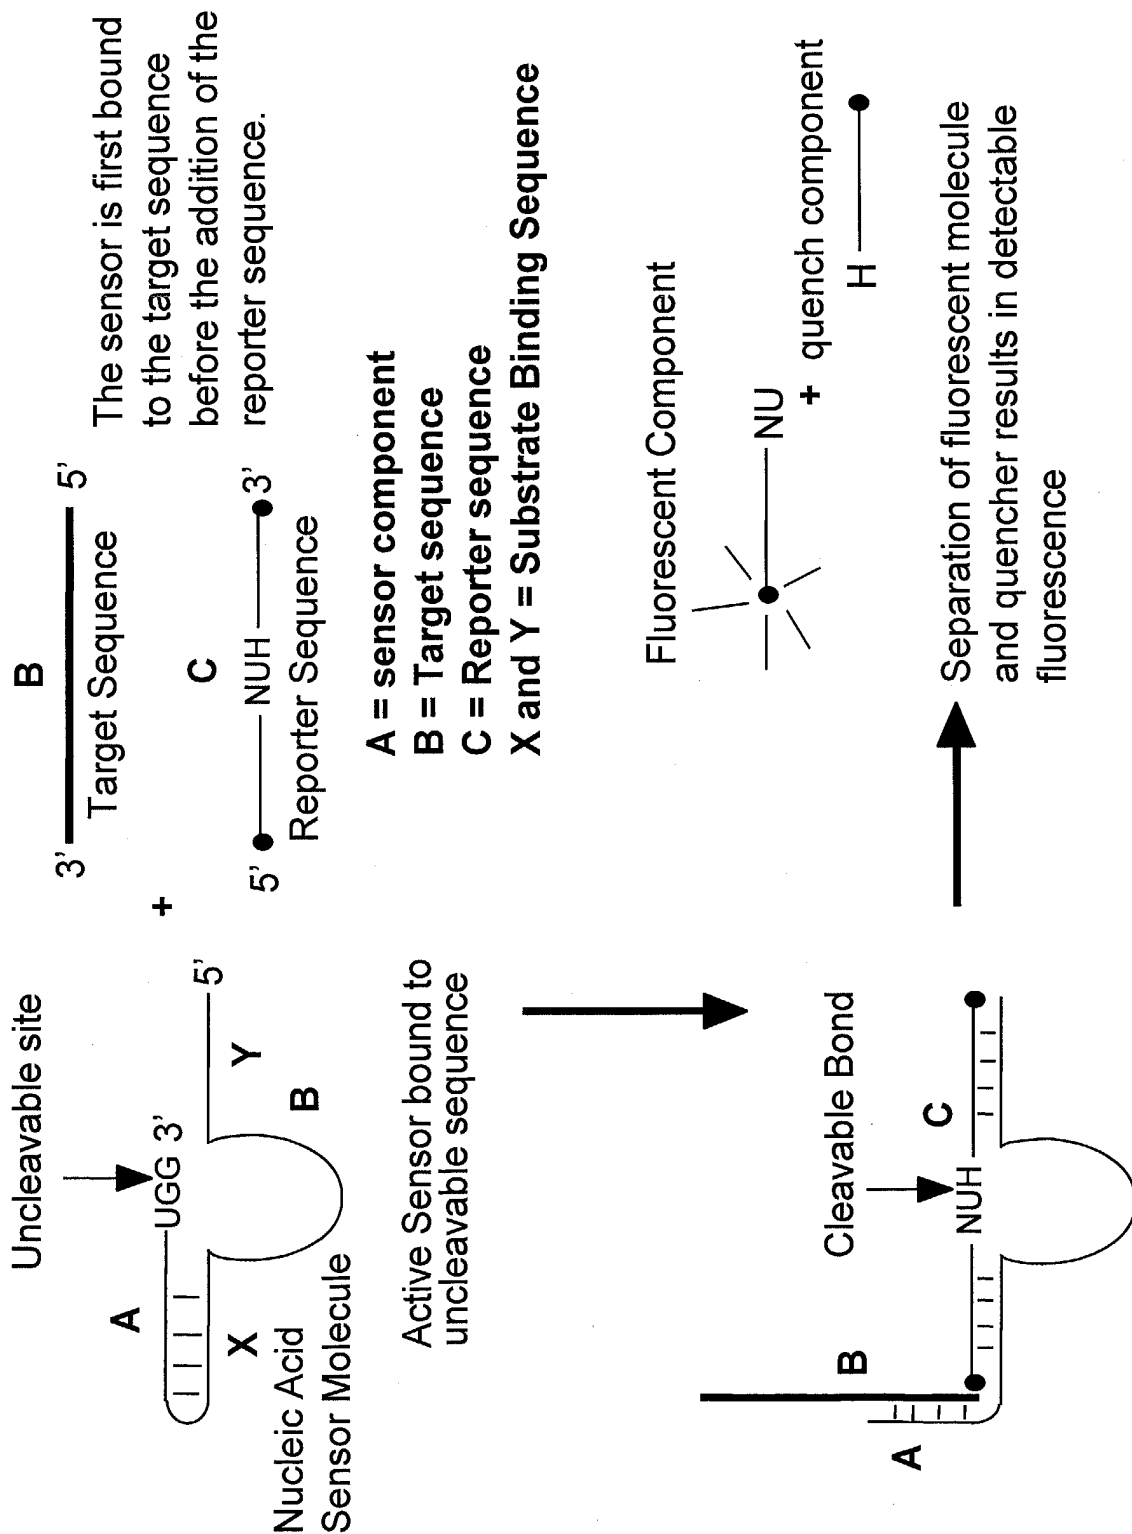 Uncleavable site
UGG 3'
A
X
Y
5'
B
Nucleic Acid
Sensor Molecule
+
B
3'
5'
Target Sequence
C
5'
NUH
3'
Reporter Sequence
The sensor is first bound
to the target sequence
before the addition of the
reporter sequence.
A = sensor component
B = Target sequence
C = Reporter sequence
X and Y = Substrate Binding Sequence
Active Sensor bound to
uncleavable sequence
Cleavable Bond
B
NUH
C
A
Fluorescent Component
NU
+ quench component
H
Separation of fluorescent molecule
and quencher results in detectable
fluorescence